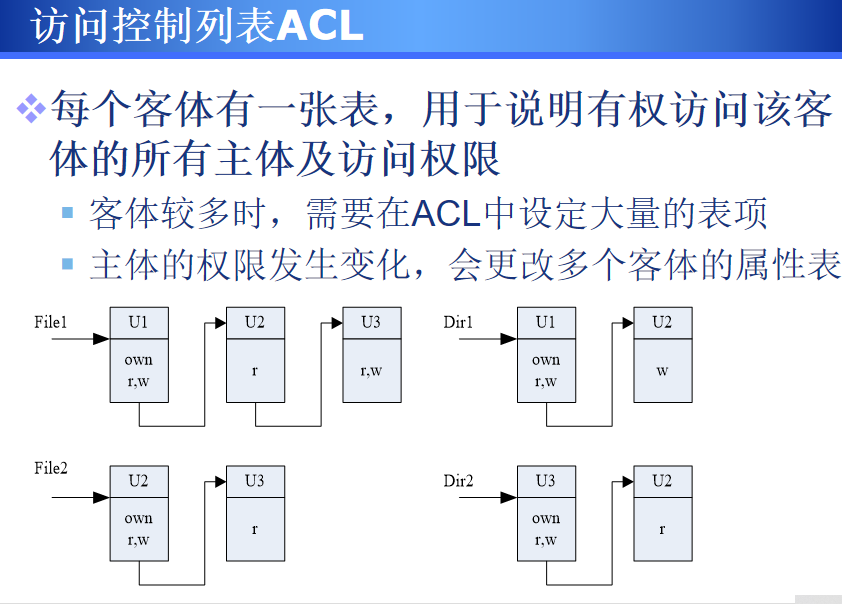 访问控制列表ACL
每个客体有一张表，用于说明有权访问该客
体的所有主体及访问权限
客体较多时，需要在ACL中设定大量的表项
主体的权限发生变化，会更改多个客体的属性表
File1
U1
own
r,w
U2
r
U3
r,w
Dir1
U1
own
r,w
U2
w
File2
U2
own
r,w
U3
r
Dir2
U3
own
r,w
U2
r